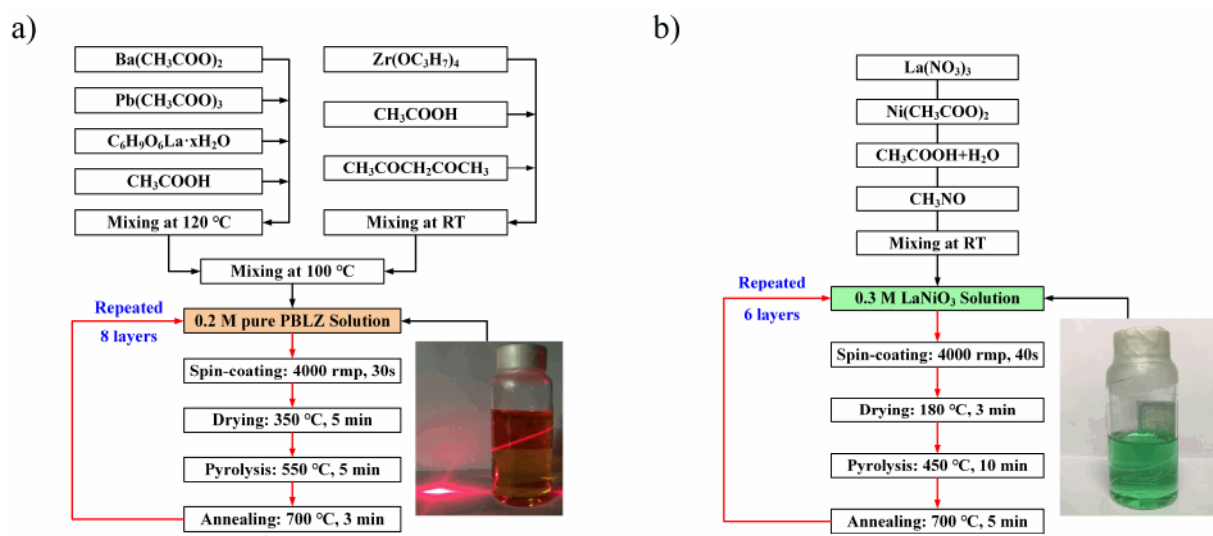 a)
Ba(CH₃COO)₂
Pb(CH₃COO)₃
C₆H₉O₆La·xH₂O
CH₃COOH
Mixing at 120 °C
Zr(OC₃H₇)₄
CH₃COOH
CH₃COCH₂COCH₃
Mixing at RT
Mixing at 100 °C
Repeated
8 layers
0.2 M pure PBLZ Solution
Spin-coating: 4000 rmp, 30s
Drying: 350 °C, 5 min
Pyrolysis: 550 °C, 5 min
Annealing: 700 °C, 3 min
b)
La(NO₃)₃
Ni(CH₃COO)₂
CH₃COOH+H₂O
CH₃NO
Mixing at RT
Repeated
6 layers
0.3 M LaNiO₃ Solution
Spin-coating: 4000 rmp, 40s
Drying: 180 °C, 3 min
Pyrolysis: 450 °C, 10 min
Annealing: 700 °C, 5 min